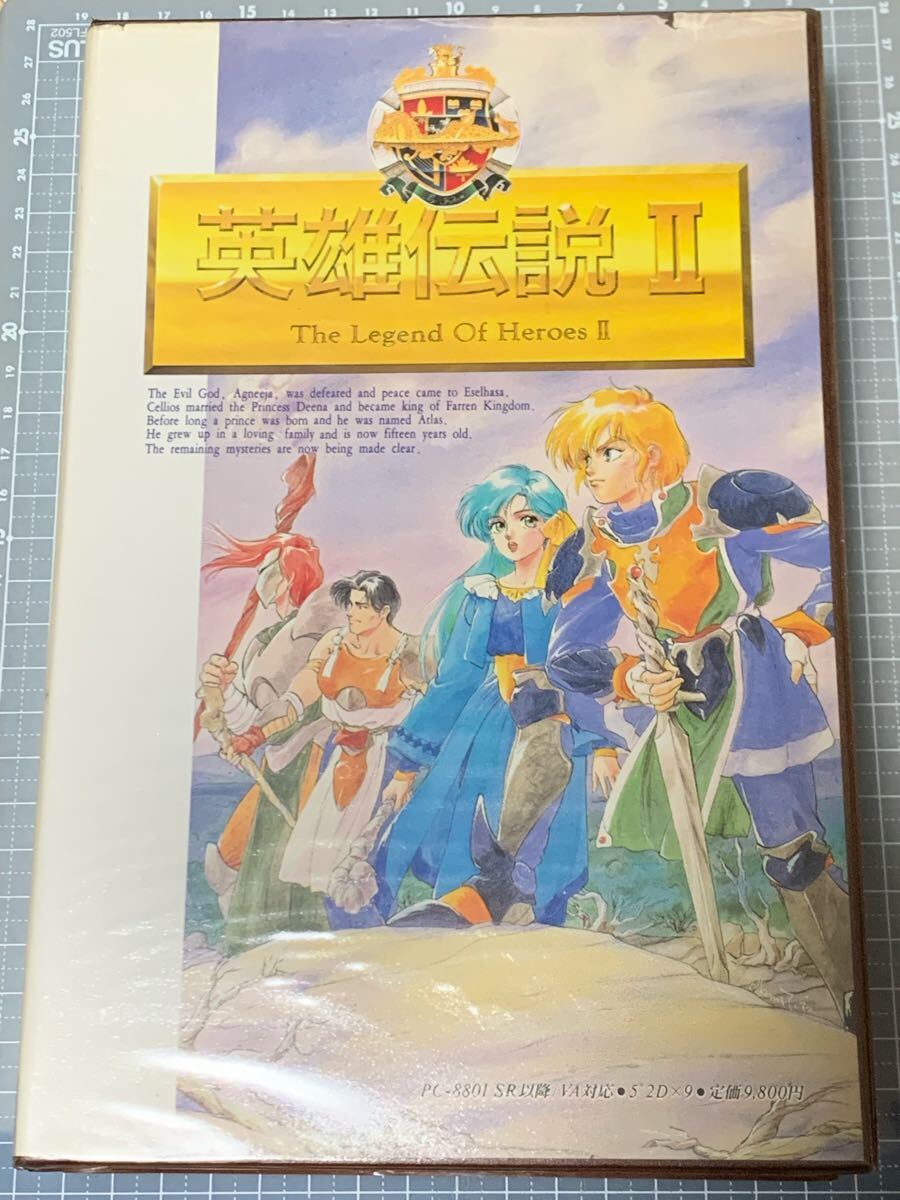 英雄伝説 Ⅱ
The Legend Of Heroes Ⅱ
The Evil God, Agneeja, was defeated and peace came to Eselhasa.
Cellios married the Princess Deena and became king of Farren Kingdom.
Before long a prince was born and he was named Atlas.
He grew up in a loving family and is now fifteen years old.
The remaining mysteries are now being made clear.
PC-8801 SR以降/VA対応●5"2D×9●定価9,800円